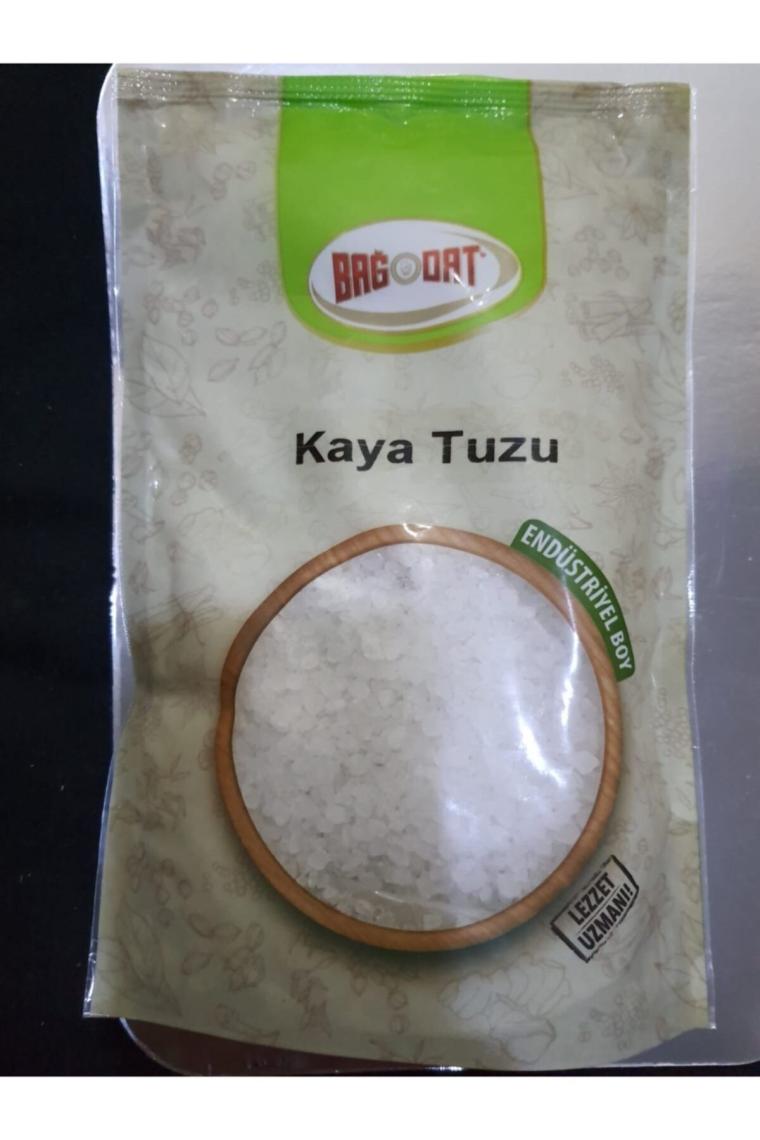 BAĞDAT
Kaya Tuzu
ENDÜSTRİYEL BOY
LEZZET
UZMANI!